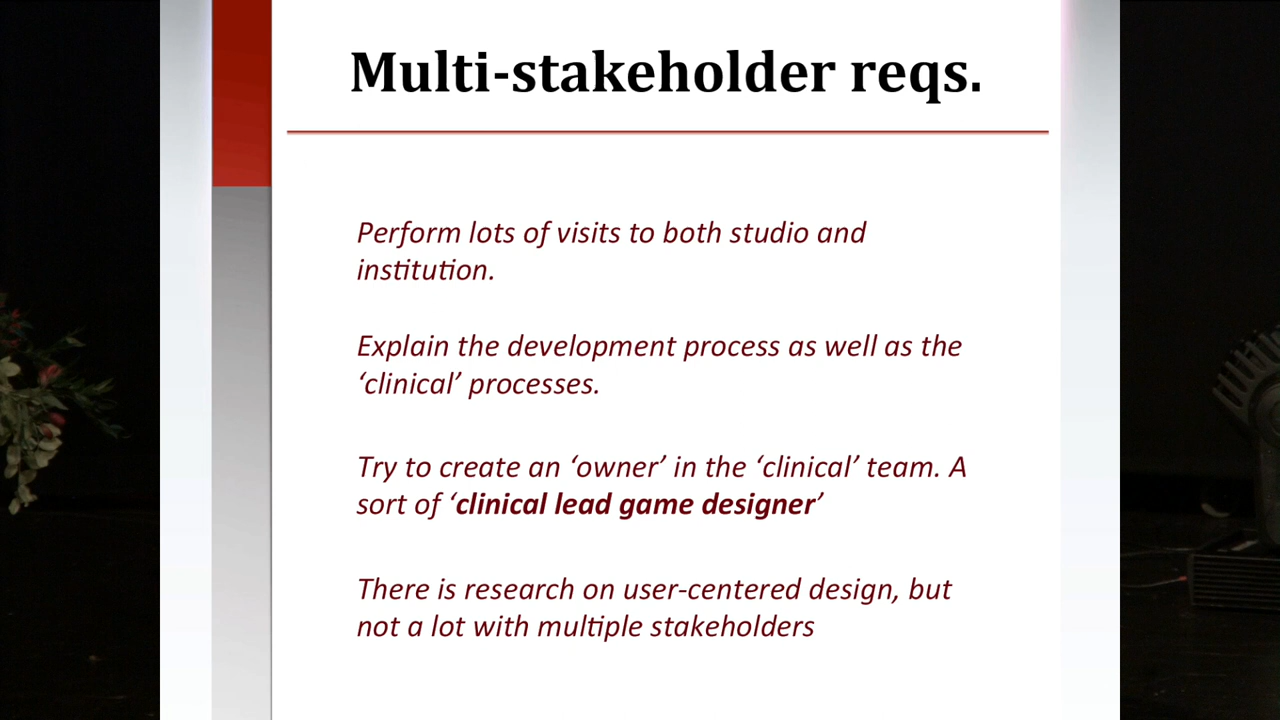 Multi-stakeholder reqs.
Perform lots of visits to both studio and
institution.
Explain the development process as well as the
‘clinical’ processes.
Try to create an ‘owner’ in the ‘clinical’ team. A
sort of ‘clinical lead game designer’
There is research on user-centered design, but
not a lot with multiple stakeholders